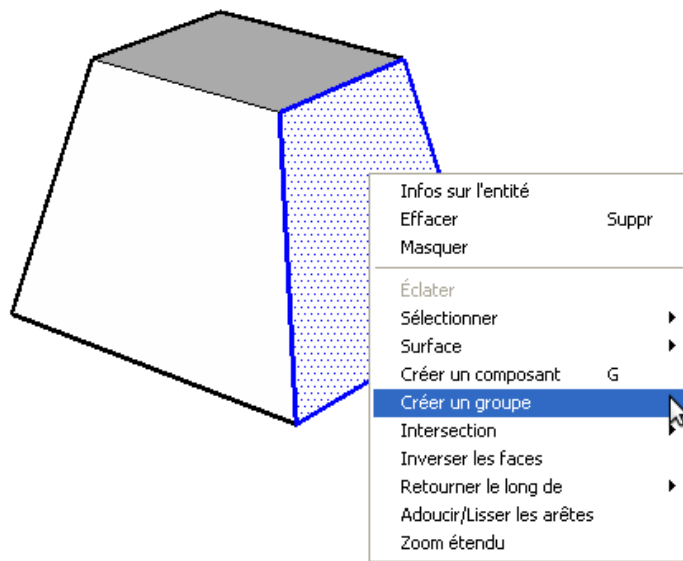 Infos sur l'entité
Effacer Suppr
Masquer
Éclater
Sélectionner
Surface
Créer un composant G
Créer un groupe
Intersection
Inverser les faces
Retourner le long de
Adoucir/Lisser les arêtes
Zoom étendu